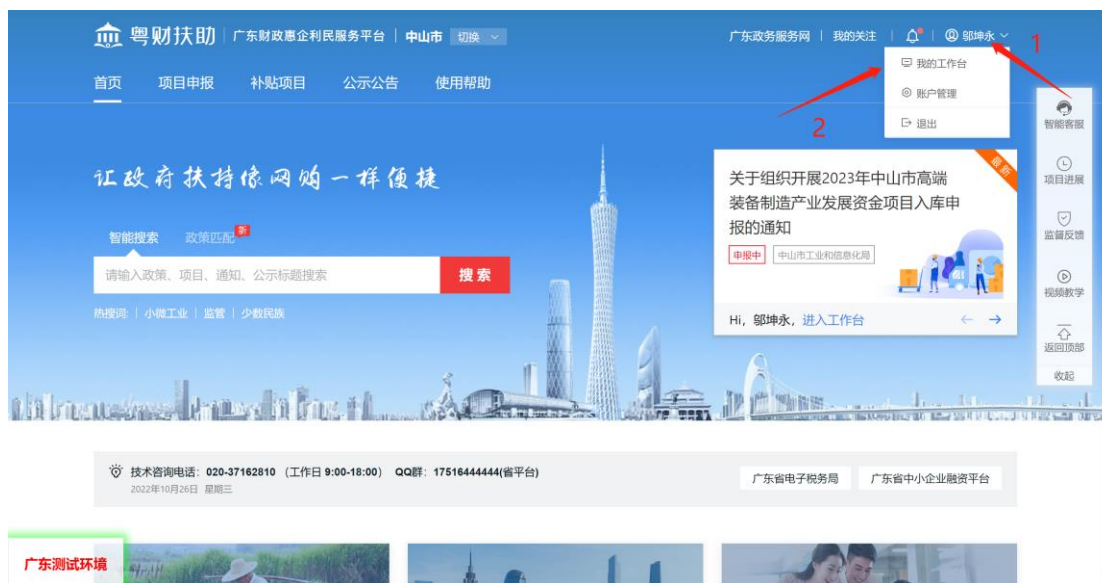 粤财扶助 广东财政惠企利民服务平台 中山市 切换
广东政务服务网 我的关注 邬坤永
首页 项目申报 补贴项目 公示公告 使用帮助
我的工作台
账户管理
退出
1
2
让政府扶持像网购一样便捷
智能搜索 政策匹配 新
请输入政策、项目、通知、公示标题搜索
搜索
热搜词: 小微工业 监管 少数民族
最新
关于组织开展2023年中山市高端
装备制造产业发展资金项目入库申
报的通知
申报中 中山市工业和信息化局
Hi, 邬坤永, 进入工作台
智能客服
项目进展
监督反馈
视频教学
返回顶部
收起
技术咨询电话: 020-37162810 (工作日 9:00-18:00) QQ群: 17516444444(省平台)
2022年10月26日 星期三
广东省电子税务局 广东省中小企业融资平台
广东测试环境